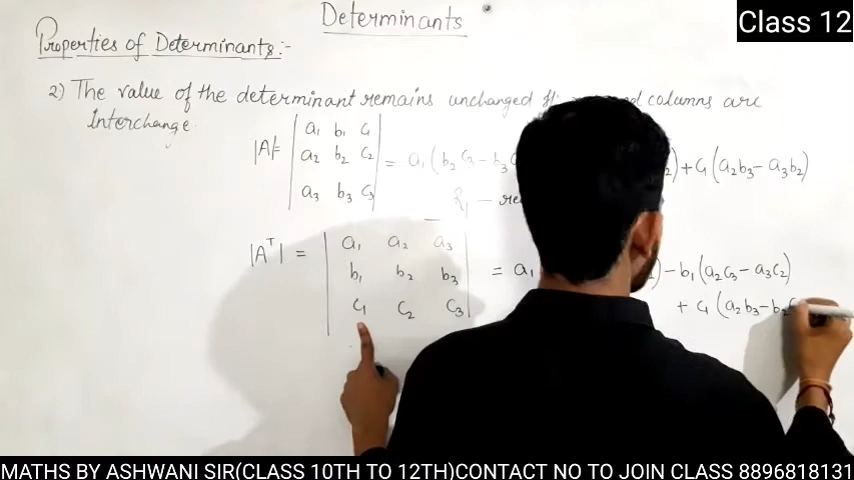 Determinants
Class 12
Properties of Determinants:-
2) The value of the determinant remains unchanged columns are
Interchange
|A|= | a₁ b₁ c₁ | = a₁ ( b₂ c₃ − b₃ + c₁ ( a₂b₃ − a₃b₂ )
| a₂ b₂ c₂ |
| a₃ b₃ c₃ |
R₁ −
|Aᵀ| = | a₁ a₂ a₃ | = a₁ − b₁ (a₂c₃ − a₃c₂)
| b₁ b₂ b₃ |
| c₁ c₂ c₃ | + c₁ (a₂b₃ − b₂
MATHS BY ASHWANI SIR(CLASS 10TH TO 12TH)CONTACT NO TO JOIN CLASS 8896818131